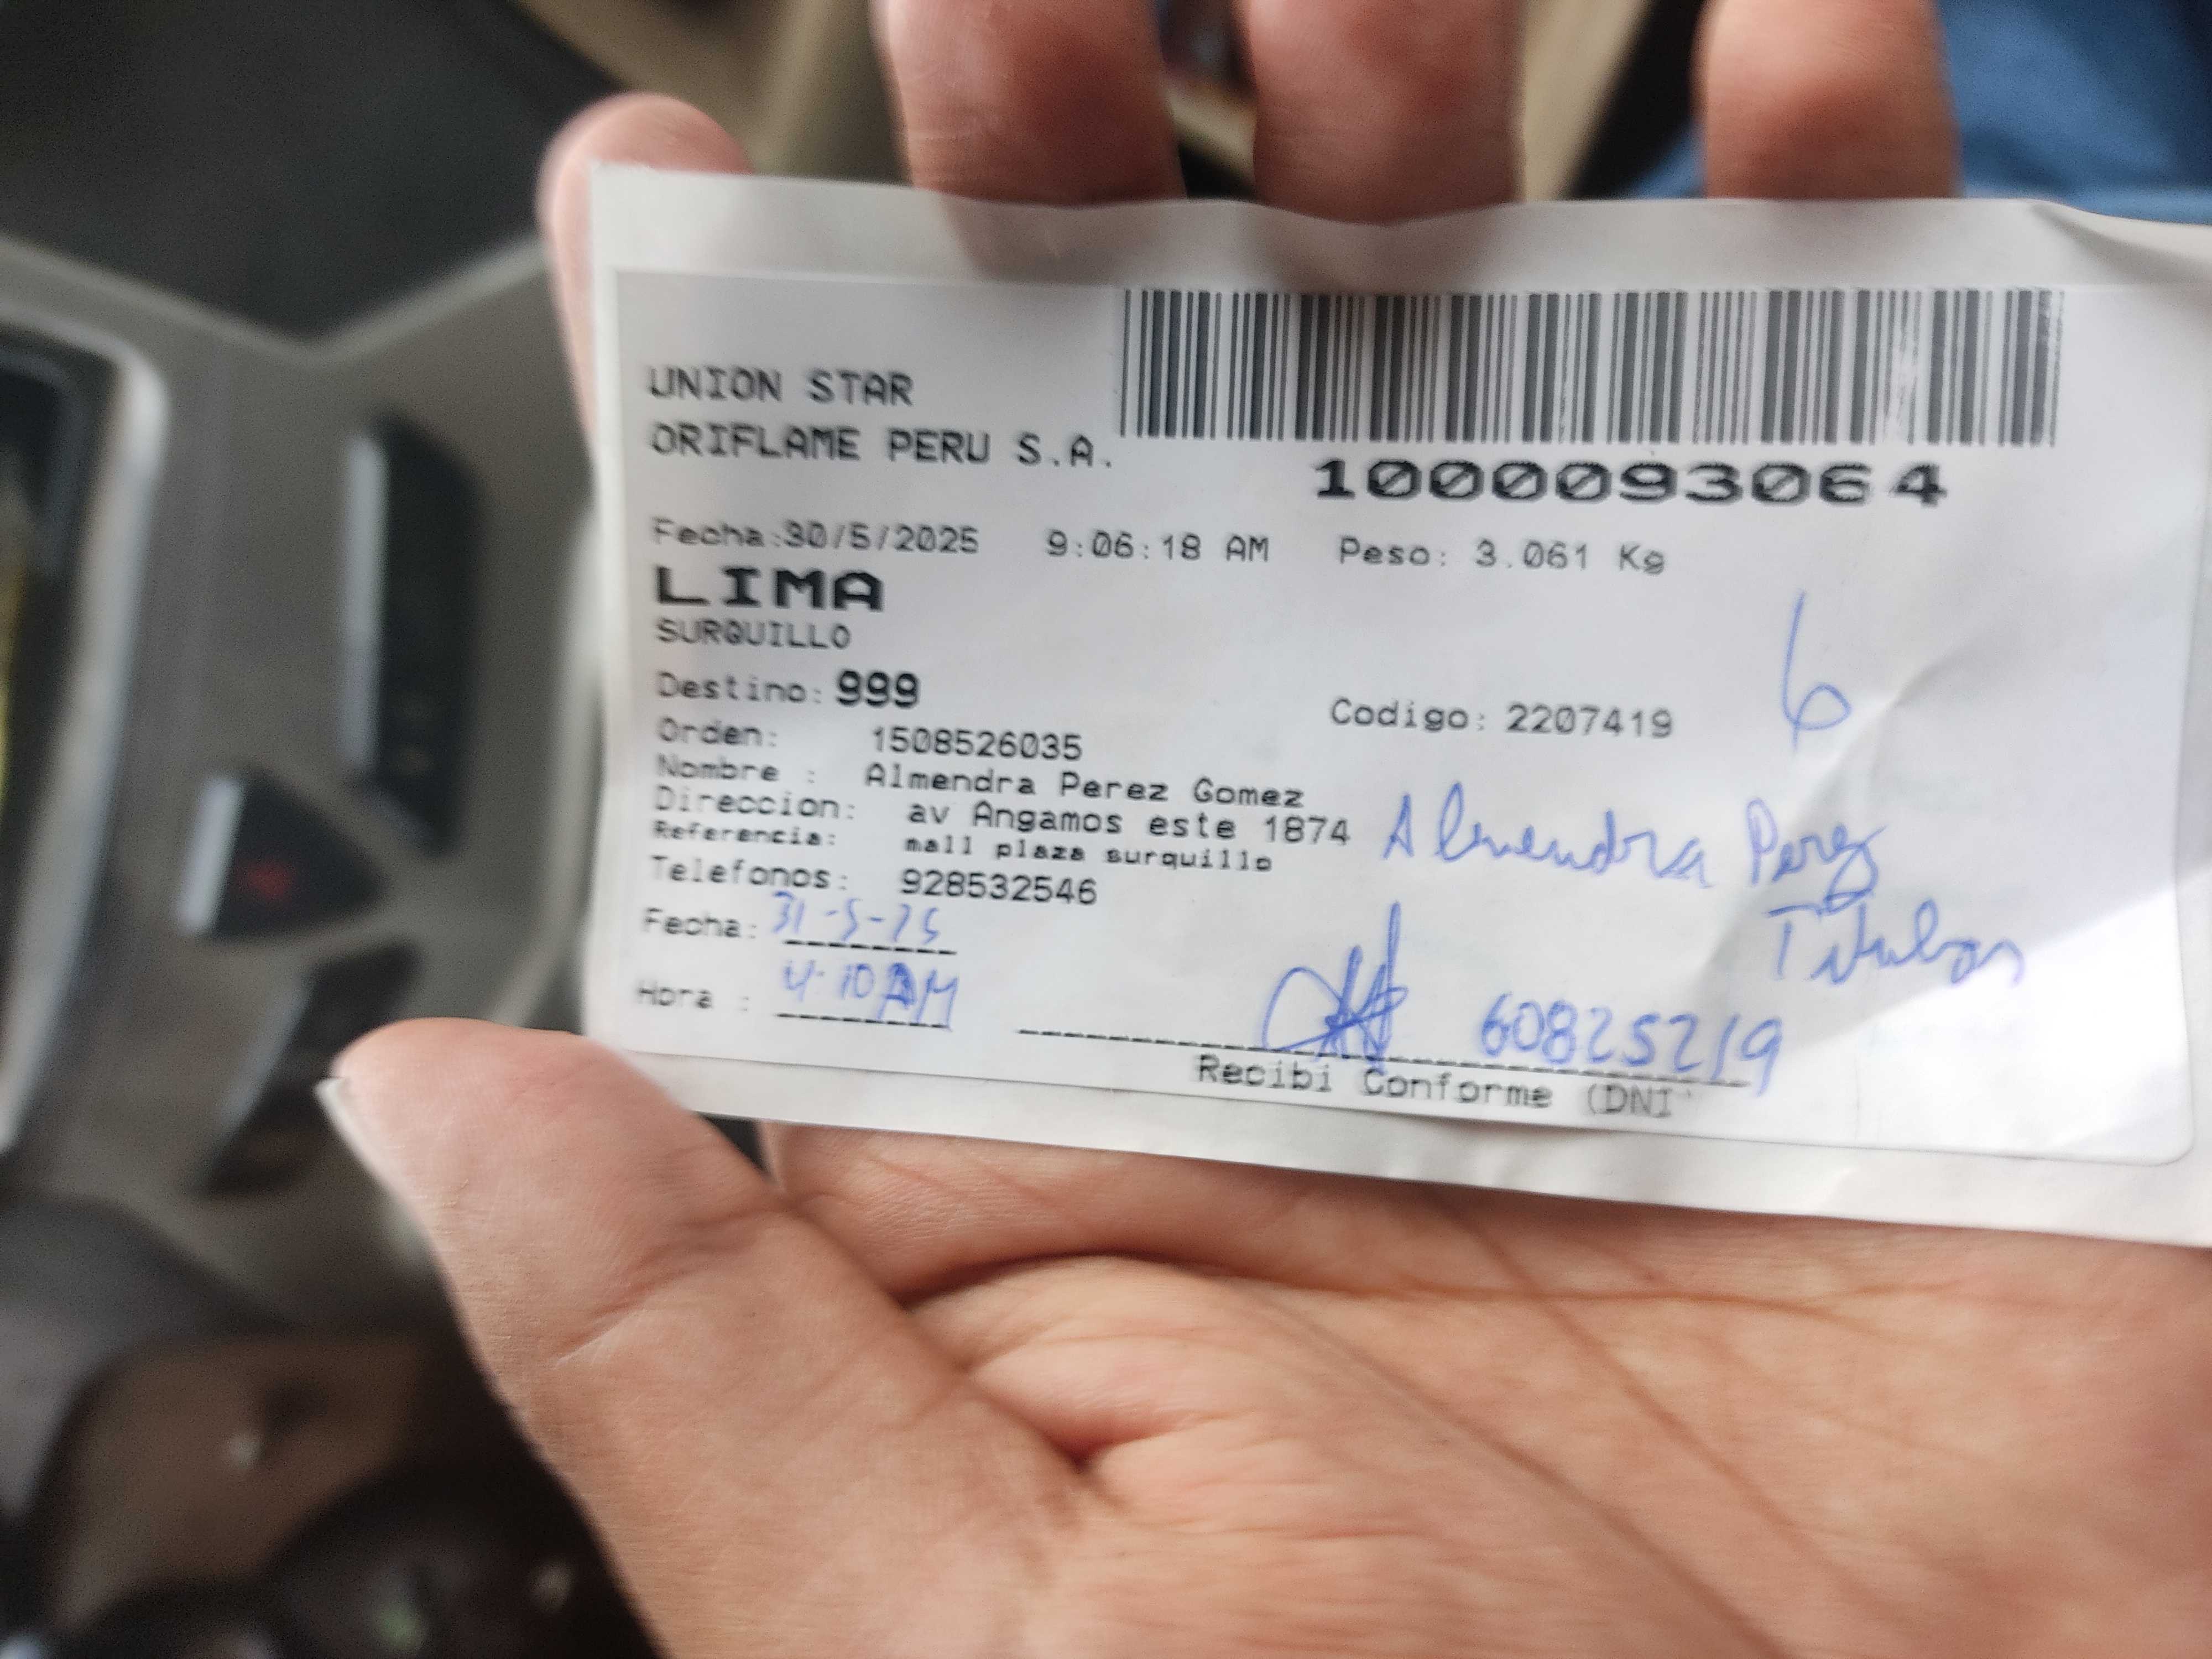 UNION STAR
ORIFLAME PERU S.A.
1000093064
Fecha:30/5/2025 9:06:18 AM Peso: 3.061 Kg
LIMA
SURQUILLO
6
Destino: 999 Codigo: 2207419
Orden: 1508526035
Nombre : Almendra Perez Gomez
Direccion: av Angamos este 1874
Referencia: mall plaza surquillo
Almendra Perez
Telefonos: 928532546
Fecha: 31-5-25
Titular
Hora : 4:10 AM
60825219
Recibi Conforme (DNI